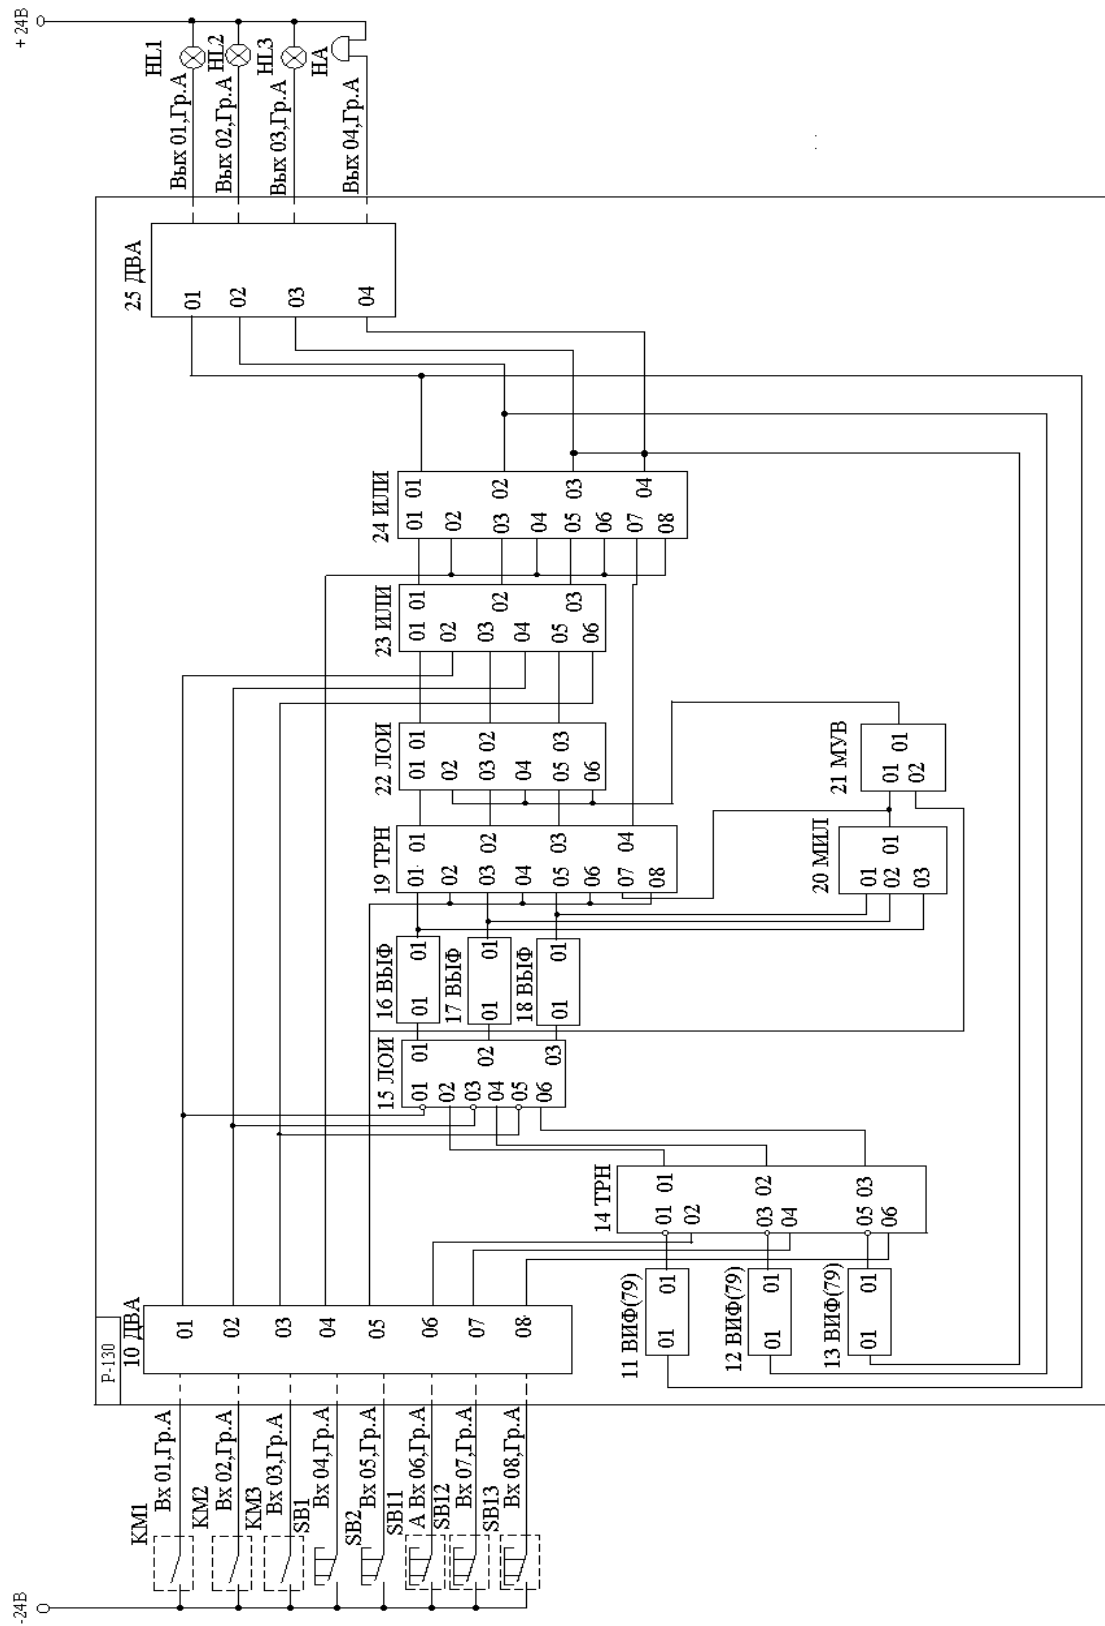 -24В
КМ1
КМ2
КМ3
SB1
SB2
SB11
SB12
SB13
Вх 01,Гр.А
Вх 02,Гр.А
Вх 03,Гр.А
Вх 04,Гр.А
Вх 05,Гр.А
А Вх 06,Гр.А
Вх 07,Гр.А
Вх 08,Гр.А
Р-130
10 ДВА
01
02
03
04
05
06
07
08
11 ВИФ(79)
01 01
12 ВИФ(79)
01 01
13 ВИФ(79)
01 01
14 ТРН
01 01
02
03 02
04
05 03
06
15 ЛОИ
01 01
02
03 02
04
05 03
06
16 ВЫФ
01 01
17 ВЫФ
01 01
18 ВЫФ
01 01
19 ТРН
01 01
02
03 02
04
05 03
06
07 04
08
20 МИЛ
01
02 01
03
21 МУВ
01 01
02
22 ЛОИ
01 01
02
03 02
04
05 03
06
23 ИЛИ
01 01
02
03 02
04
05 03
06
24 ИЛИ
01 01
02
03 02
04
05 03
06
07 04
08
25 ДВА
01
02
03
04
Вых 01,Гр.А
Вых 02,Гр.А
Вых 03,Гр.А
Вых 04,Гр.А
HL1
HL2
HL3
НА
+ 24В